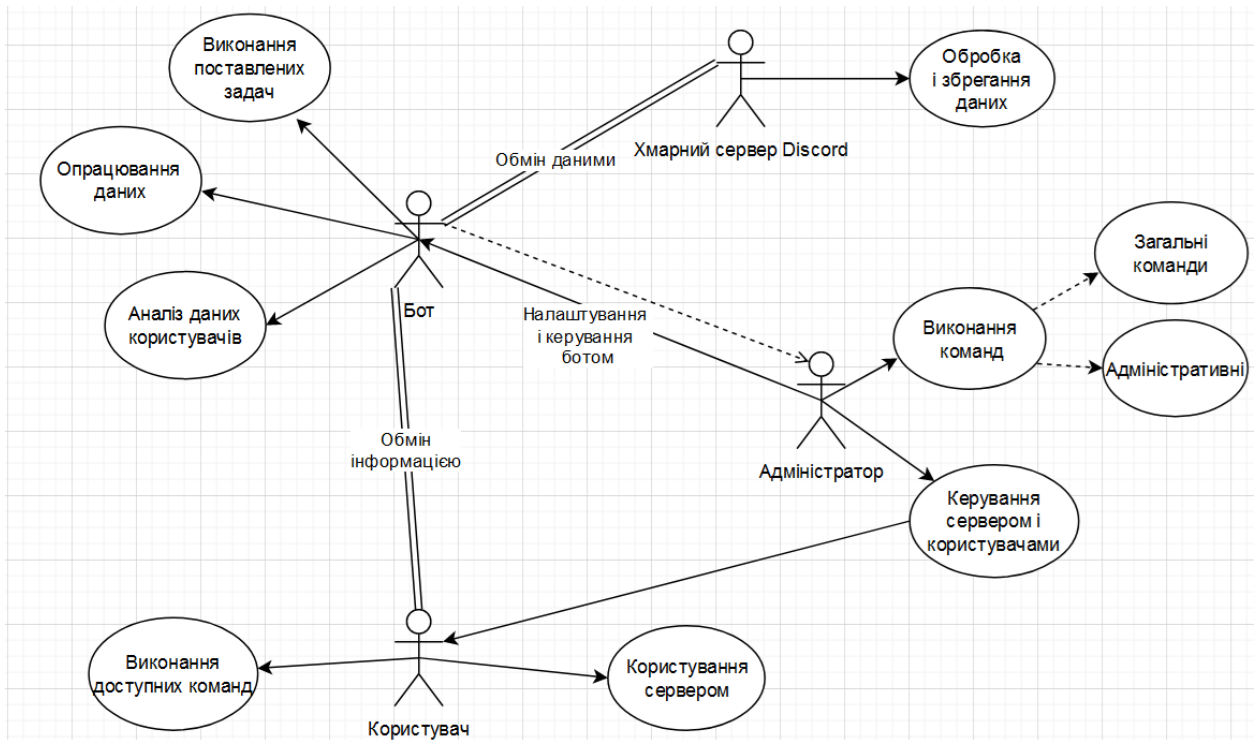 Виконання
поставлених
задач
Обробка
і збрегання
даних
Хмарний сервер Discord
Обмін даними
Опрацювання
даних
Аналіз даних
користувачів
Бот
Налаштування
і керування
ботом
Загальні
команди
Виконання
команд
Адміністративні
Адміністратор
Обмін
інформацією
Керування
сервером і
користувачами
Виконання
доступних команд
Користувач
Користування
сервером